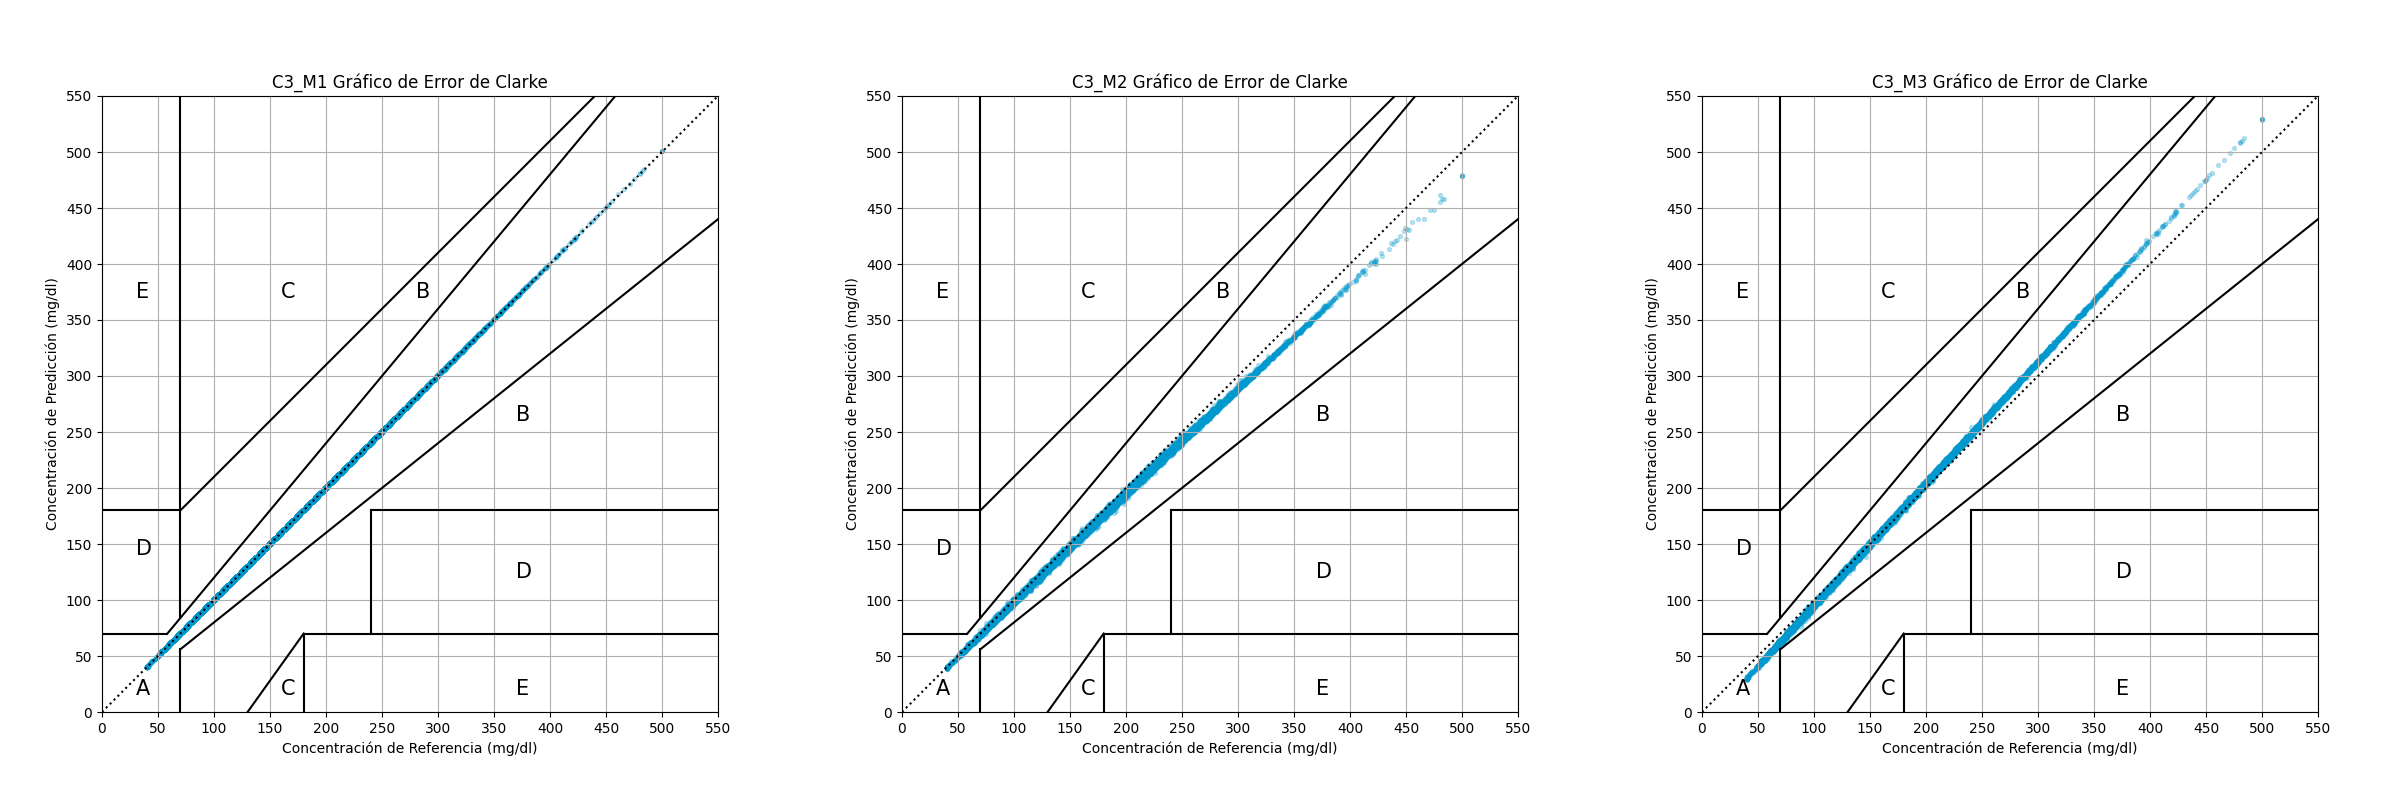 C3_M1 Gráfico de Error de Clarke
550
500
450
400
350
300
250
200
150
100
50
0
Concentración de Predicción (mg/dl)
E
C
B
B
D
D
A
C
E
0 50 100 150 200 250 300 350 400 450 500 550
Concentración de Referencia (mg/dl)
C3_M2 Gráfico de Error de Clarke
550
500
450
400
350
300
250
200
150
100
50
0
Concentración de Predicción (mg/dl)
E
C
B
B
D
D
A
C
E
0 50 100 150 200 250 300 350 400 450 500 550
Concentración de Referencia (mg/dl)
C3_M3 Gráfico de Error de Clarke
550
500
450
400
350
300
250
200
150
100
50
0
Concentración de Predicción (mg/dl)
E
C
B
B
D
D
A
C
E
0 50 100 150 200 250 300 350 400 450 500 550
Concentración de Referencia (mg/dl)